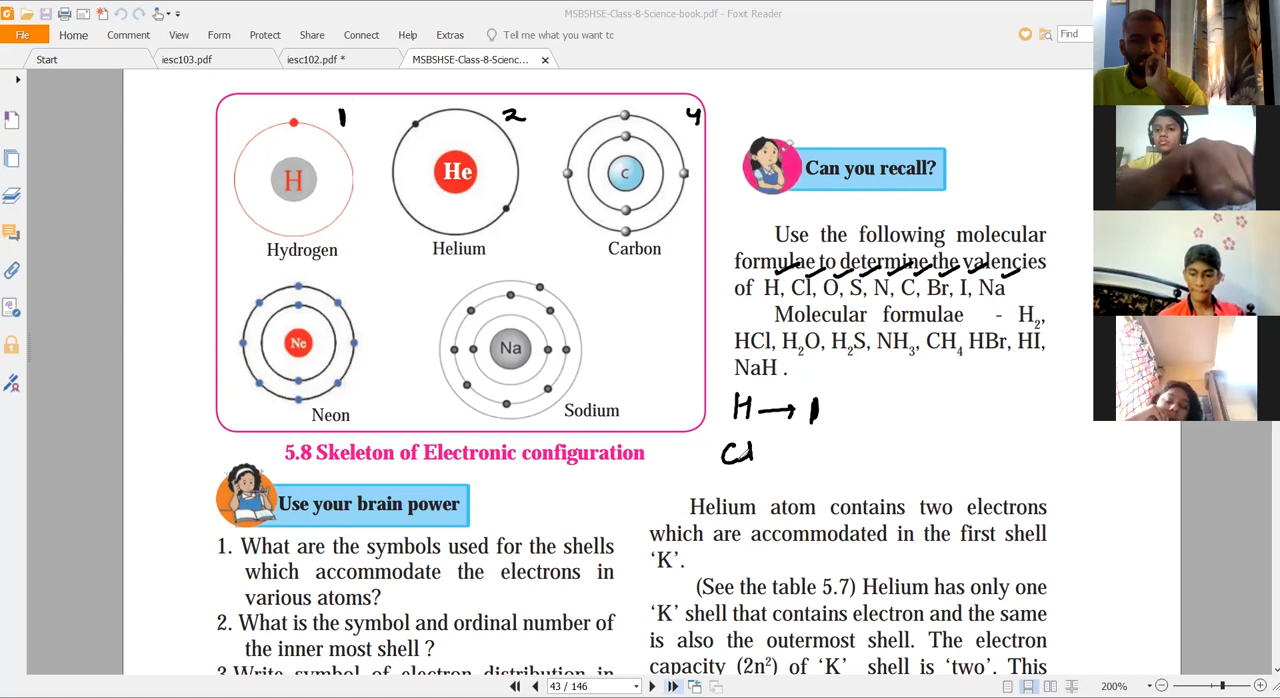 MSBSHSE-Class-8-Science-book.pdf - Foxit Reader
File Home Comment View Form Protect Share Connect Help Extras Tell me what you want tc Find
Start iesc103.pdf iesc102.pdf * MSBSHSE-Class-8-Scienc...
1 2 4
H He C
Hydrogen Helium Carbon
Ne Na
Neon Sodium
5.8 Skeleton of Electronic configuration
Use your brain power
1. What are the symbols used for the shells
which accommodate the electrons in
various atoms?
2. What is the symbol and ordinal number of
the inner most shell ?
3.Write symbol of electron distribution in
Can you recall?
Use the following molecular
formulae to determine the valencies
of H, Cl, O, S, N, C, Br, I, Na
Molecular formulae - H₂,
HCl, H₂O, H₂S, NH₃, CH₄ HBr, HI,
NaH .
H → 1
Cl
Helium atom contains two electrons
which are accommodated in the first shell
‘K’.
(See the table 5.7) Helium has only one
‘K’ shell that contains electron and the same
is also the outermost shell. The electron
capacity (2n²) of ‘K’ shell is ‘two’. This
43 / 146 200%